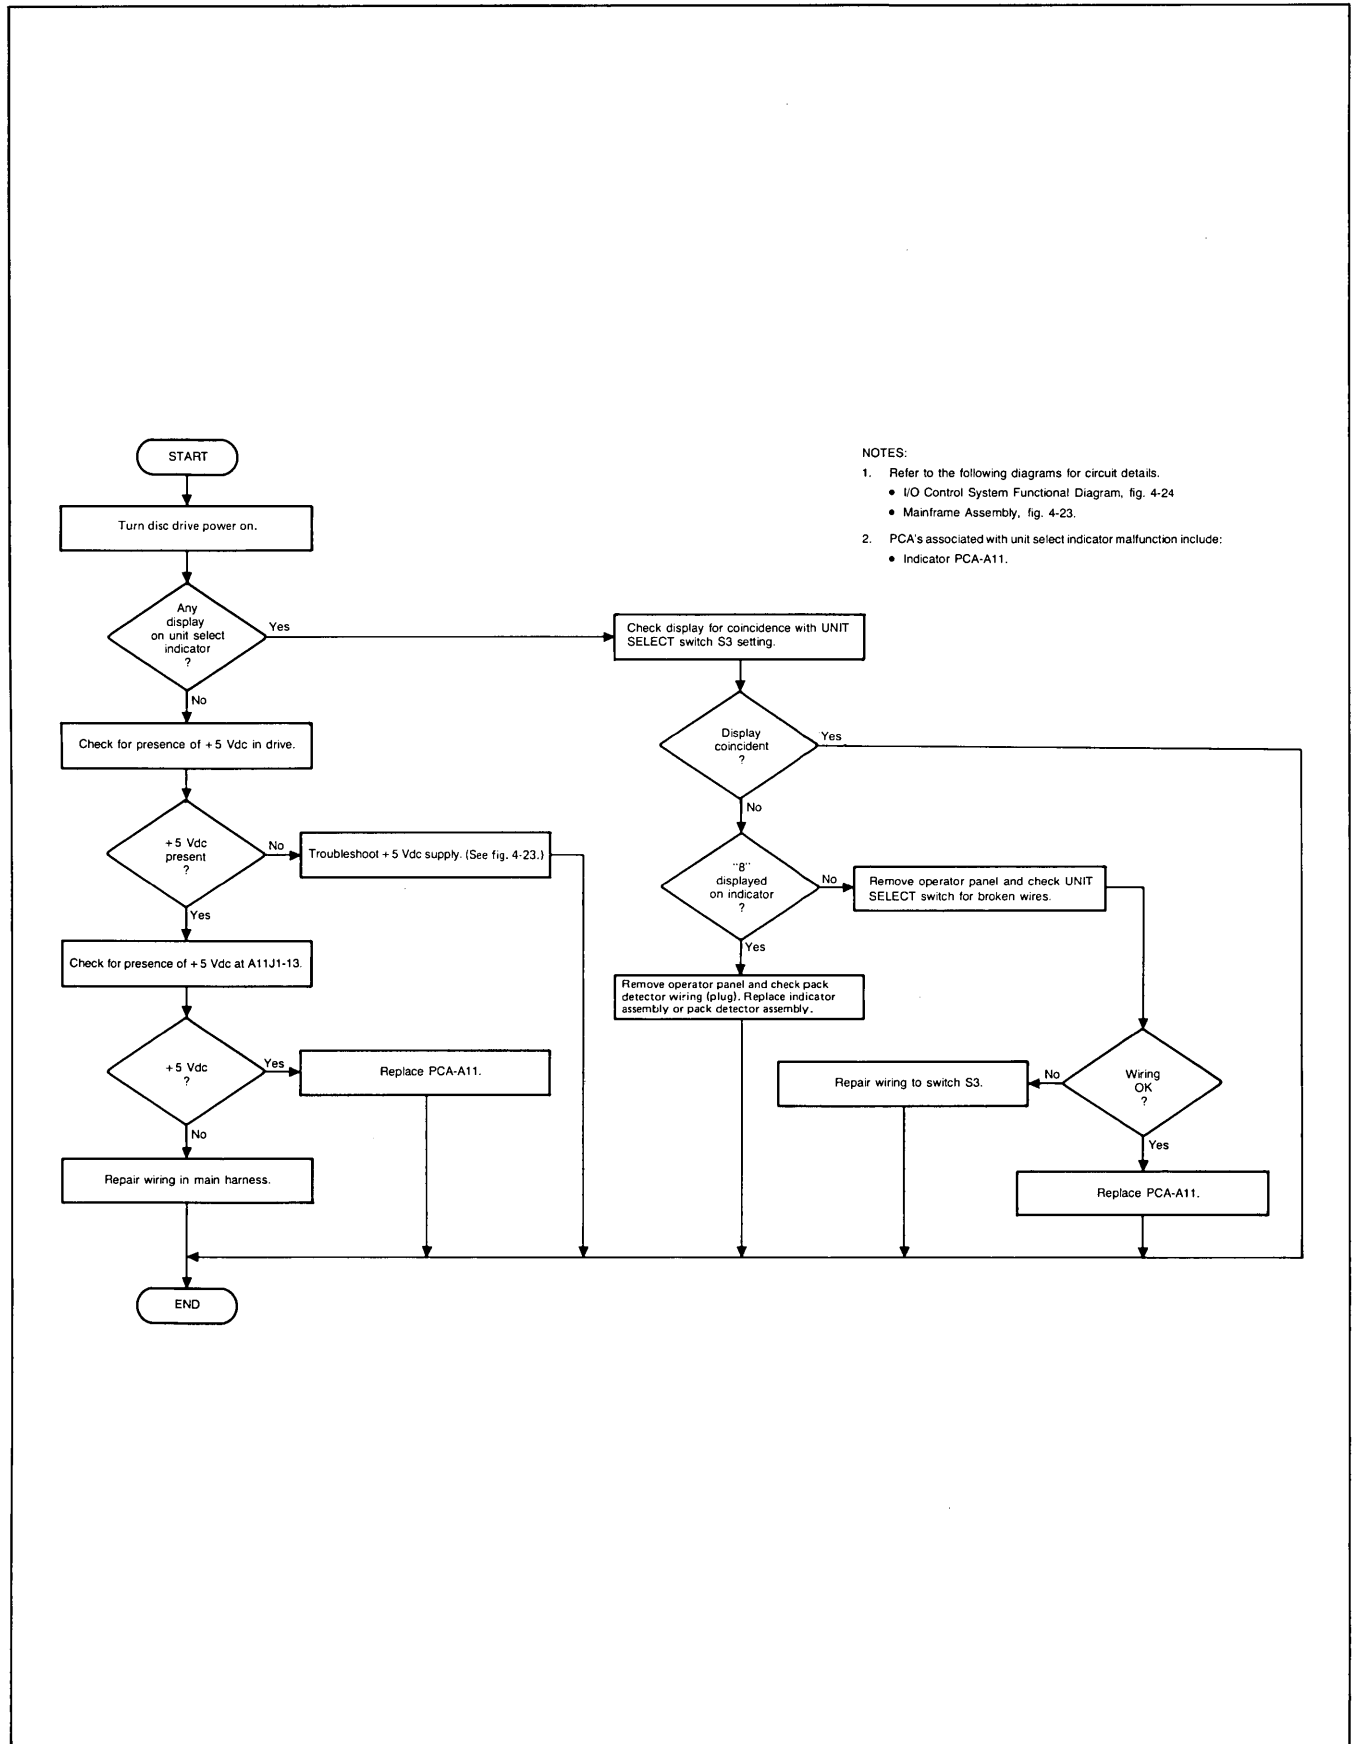 START
Turn disc drive power on.
Any
display
on unit select
indicator
?
Yes
No
Check for presence of +5 Vdc in drive.
+5 Vdc
present
?
No
Troubleshoot +5 Vdc supply. (See fig. 4-23.)
Yes
Check for presence of +5 Vdc at A11J1-13.
+5 Vdc
?
Yes
Replace PCA-A11.
No
Repair wiring in main harness.
END
NOTES:
1. Refer to the following diagrams for circuit details.
• I/O Control System Functional Diagram, fig. 4-24
• Mainframe Assembly, fig. 4-23.
2. PCA's associated with unit select indicator malfunction include:
• Indicator PCA-A11.
Check display for coincidence with UNIT
SELECT switch S3 setting.
Display
coincident
?
Yes
No
"8"
displayed
on indicator
?
No
Remove operator panel and check UNIT
SELECT switch for broken wires.
Yes
Remove operator panel and check pack
detector wiring (plug). Replace indicator
assembly or pack detector assembly.
Wiring
OK
?
No
Repair wiring to switch S3.
Yes
Replace PCA-A11.